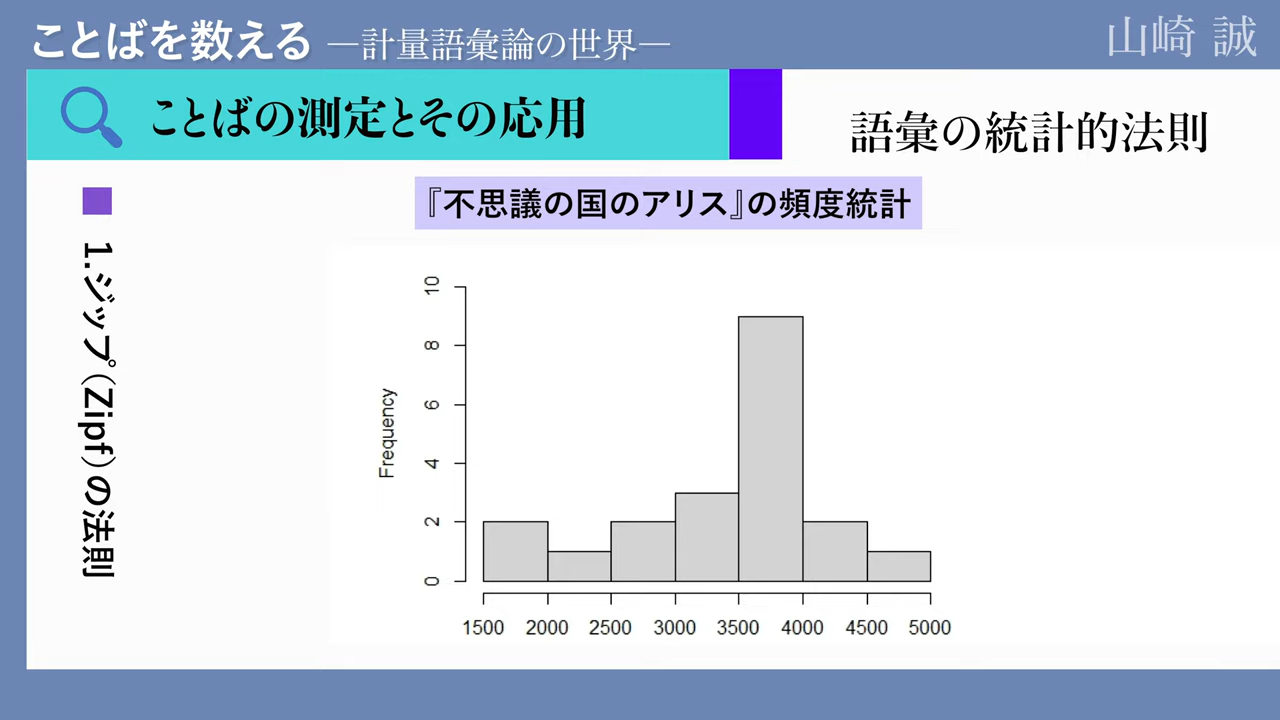 ことばを数える ―計量語彙論の世界―
山崎 誠
ことばの測定とその応用
語彙の統計的法則
『不思議の国のアリス』の頻度統計
1.ジップ(Zipf)の法則
Frequency
10
8
6
4
2
0
1500 2000 2500 3000 3500 4000 4500 5000